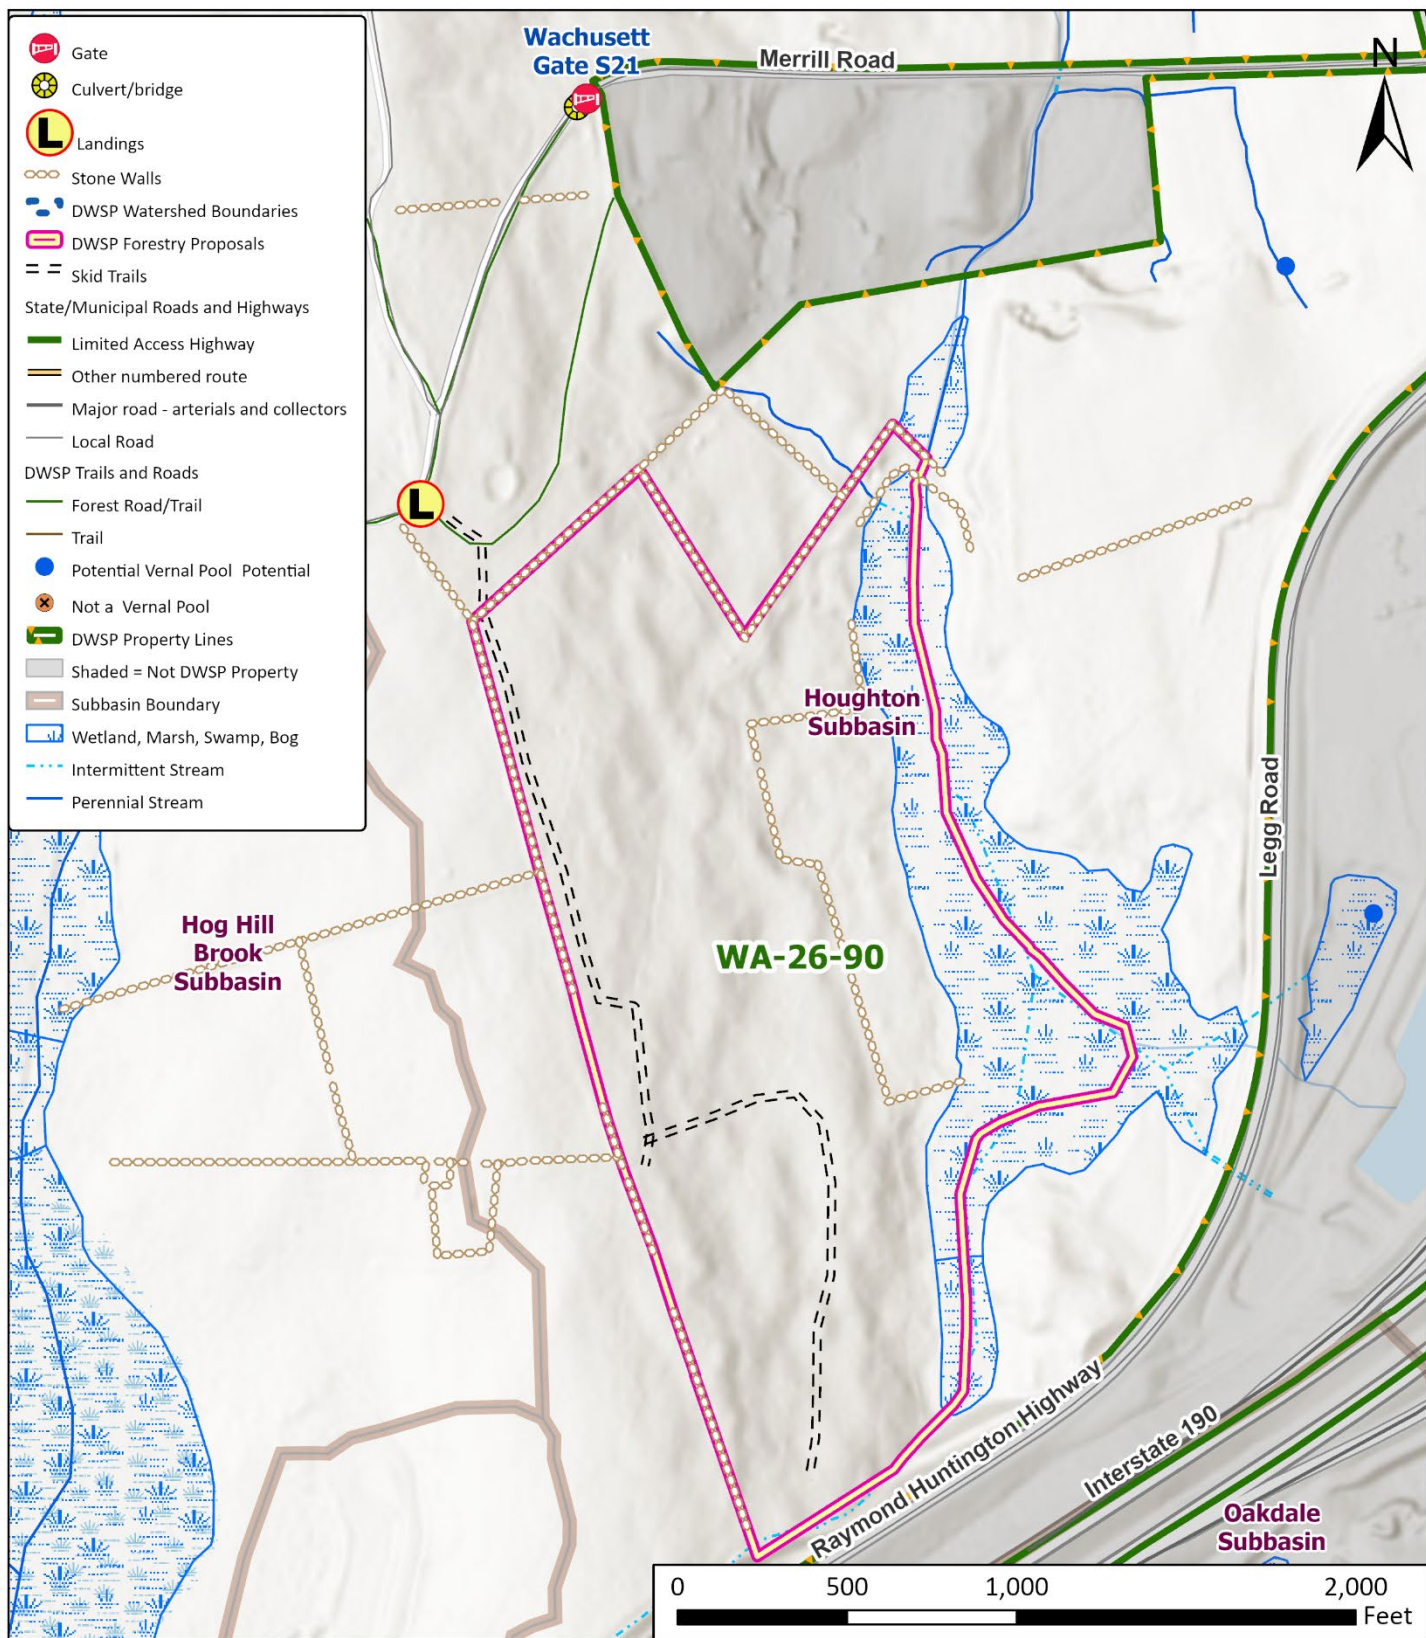 Gate
Culvert/bridge
L
Landings
Stone Walls
DWSP Watershed Boundaries
DWSP Forestry Proposals
Skid Trails
State/Municipal Roads and Highways
Limited Access Highway
Other numbered route
Major road - arterials and collectors
Local Road
DWSP Trails and Roads
Forest Road/Trail
Trail
Potential Vernal Pool  Potential
Not a  Vernal Pool
DWSP Property Lines
Shaded = Not DWSP Property
Subbasin Boundary
Wetland, Marsh, Swamp, Bog
Intermittent Stream
Perennial Stream
Wachusett
Gate S21
Merrill Road
N
L
Houghton
Subbasin
Legg Road
Hog Hill
Brook
Subbasin
WA-26-90
Raymond Huntington Highway
Interstate 190
Oakdale
Subbasin
0 500 1,000 2,000
Feet